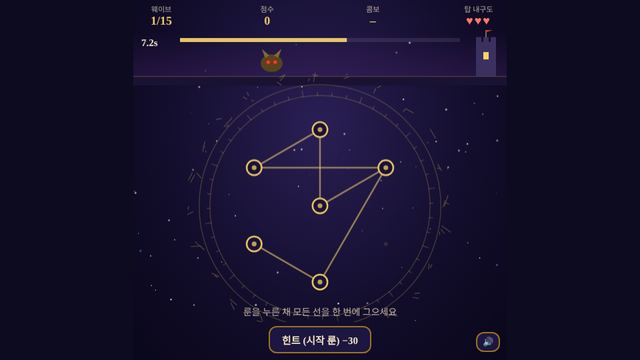 웨이브 점수 콤보 탑 내구도
1/15 0 – ♥♥♥
7.2s
룬을 누른 채 모든 선을 한 번에 그으세요
힌트 (시작 룬) −30